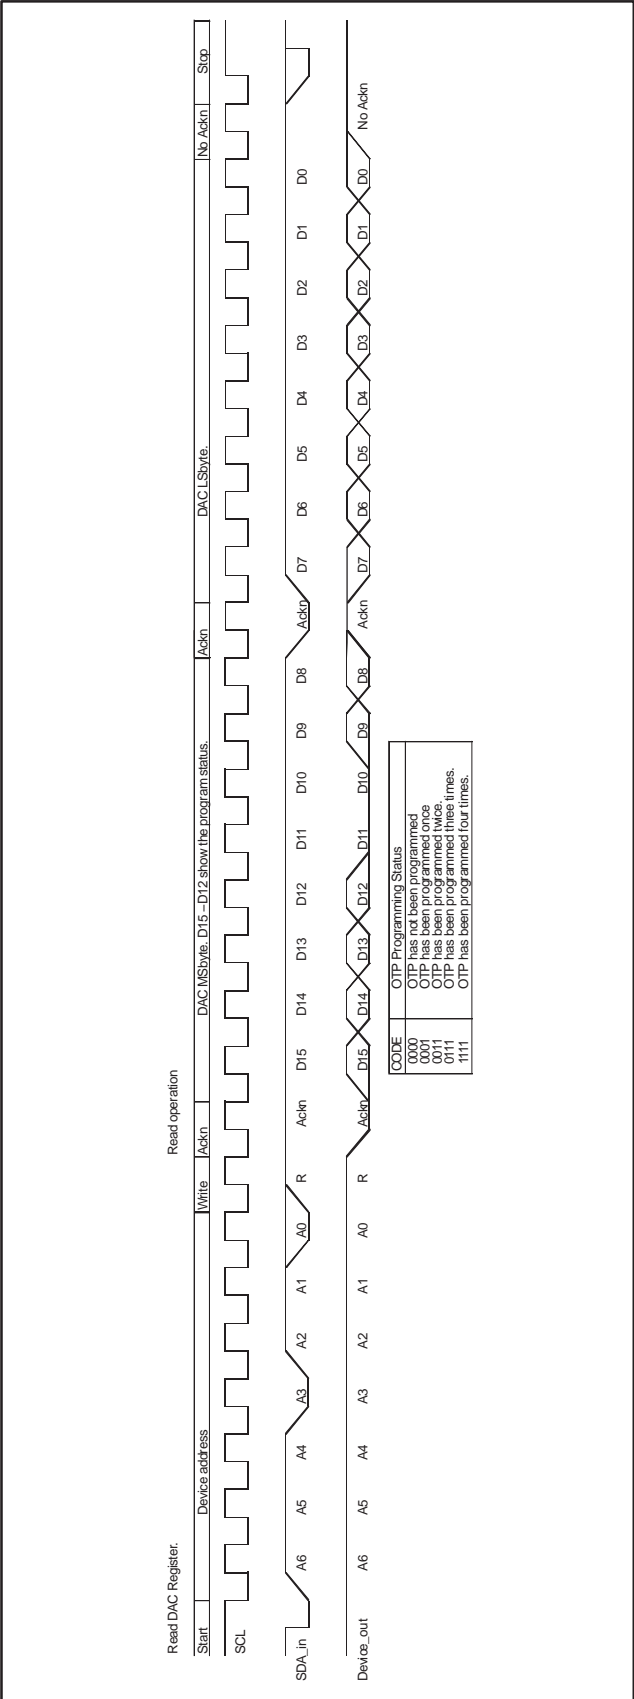 Read DAC Register. Read operation
Start Device address Write Ackn DAC MSbyte. D15 – D12 show the program status. Ackn DAC LSbyte. No Ackn Stop
SCL
SDA_in A6 A5 A4 A3 A2 A1 A0 R Ackn D15 D14 D13 D12 D11 D10 D9 D8 Ackn D7 D6 D5 D4 D3 D2 D1 D0
Device_out A6 A5 A4 A3 A2 A1 A0 R Ackn D15 D14 D13 D12 D11 D10 D9 D8 Ackn D7 D6 D5 D4 D3 D2 D1 D0 No Ackn
CODE OTP Programming Status
0000 OTP has not been programmed
0001 OTP has been programmed once
0011 OTP has been programmed twice.
0111 OTP has been programmed three times.
1111 OTP has been programmed four times.